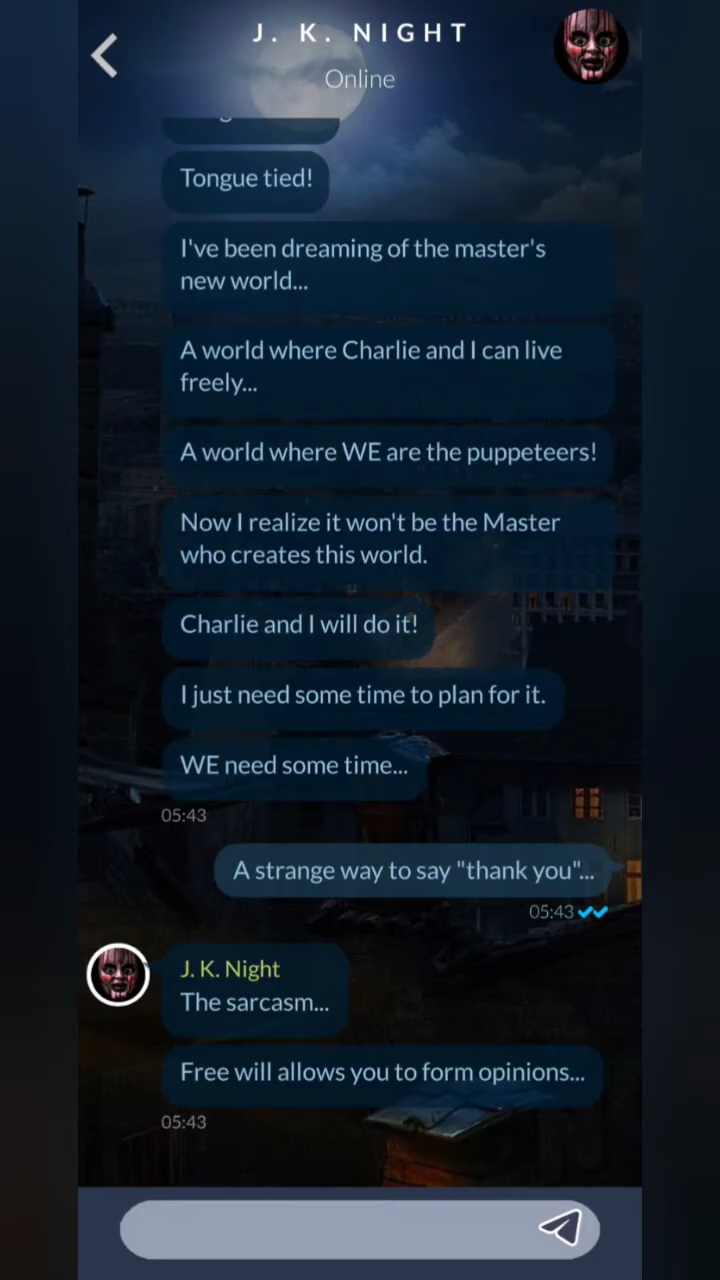 J. K. NIGHT
Online
Tongue tied!
I've been dreaming of the master's
new world...
A world where Charlie and I can live
freely...
A world where WE are the puppeteers!
Now I realize it won't be the Master
who creates this world.
Charlie and I will do it!
I just need some time to plan for it.
WE need some time...
05:43
A strange way to say "thank you"...
05:43
J. K. Night
The sarcasm...
Free will allows you to form opinions...
05:43